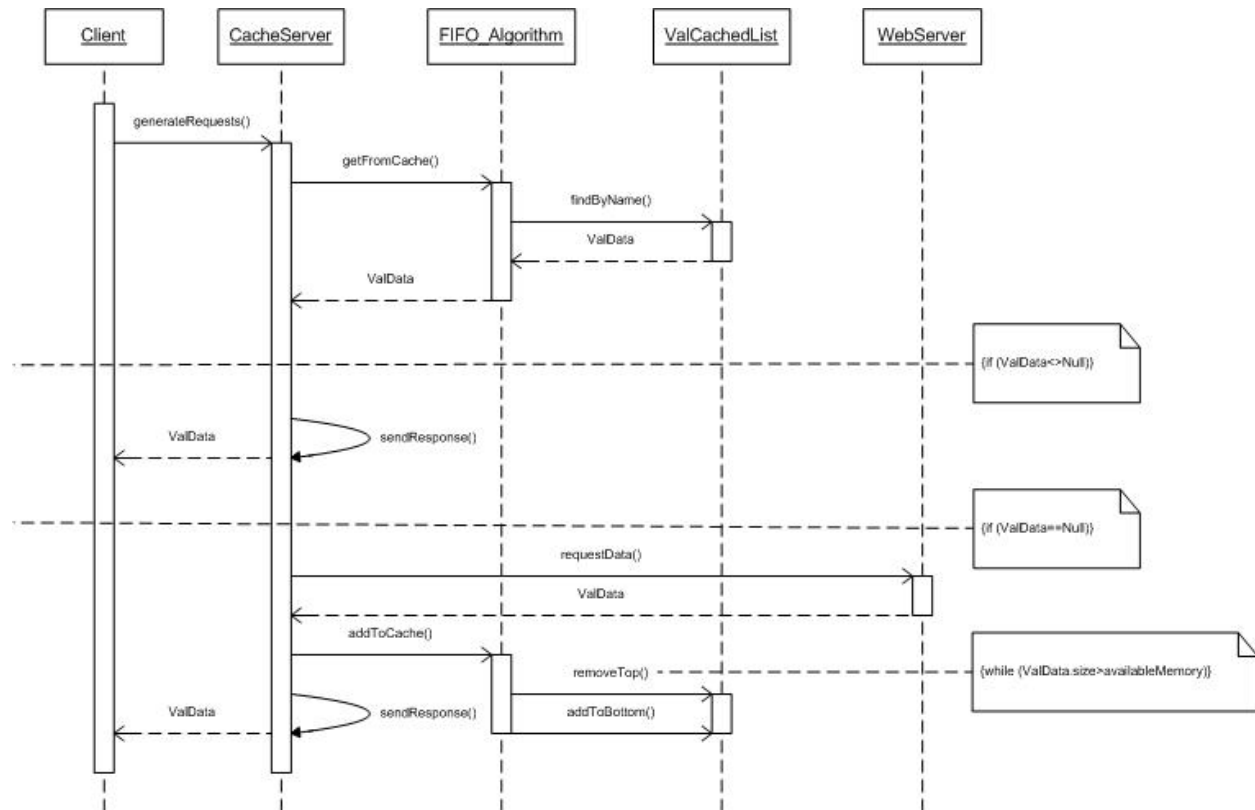 Client
CacheServer
FIFO_Algorithm
ValCachedList
WebServer
generateRequests()
getFromCache()
findByName()
ValData
ValData
{if (ValData<>Null)}
ValData
sendResponse()
{if (ValData==Null)}
requestData()
ValData
addToCache()
removeTop()
{while (ValData.size>availableMemory)}
ValData
sendResponse()
addToBottom()